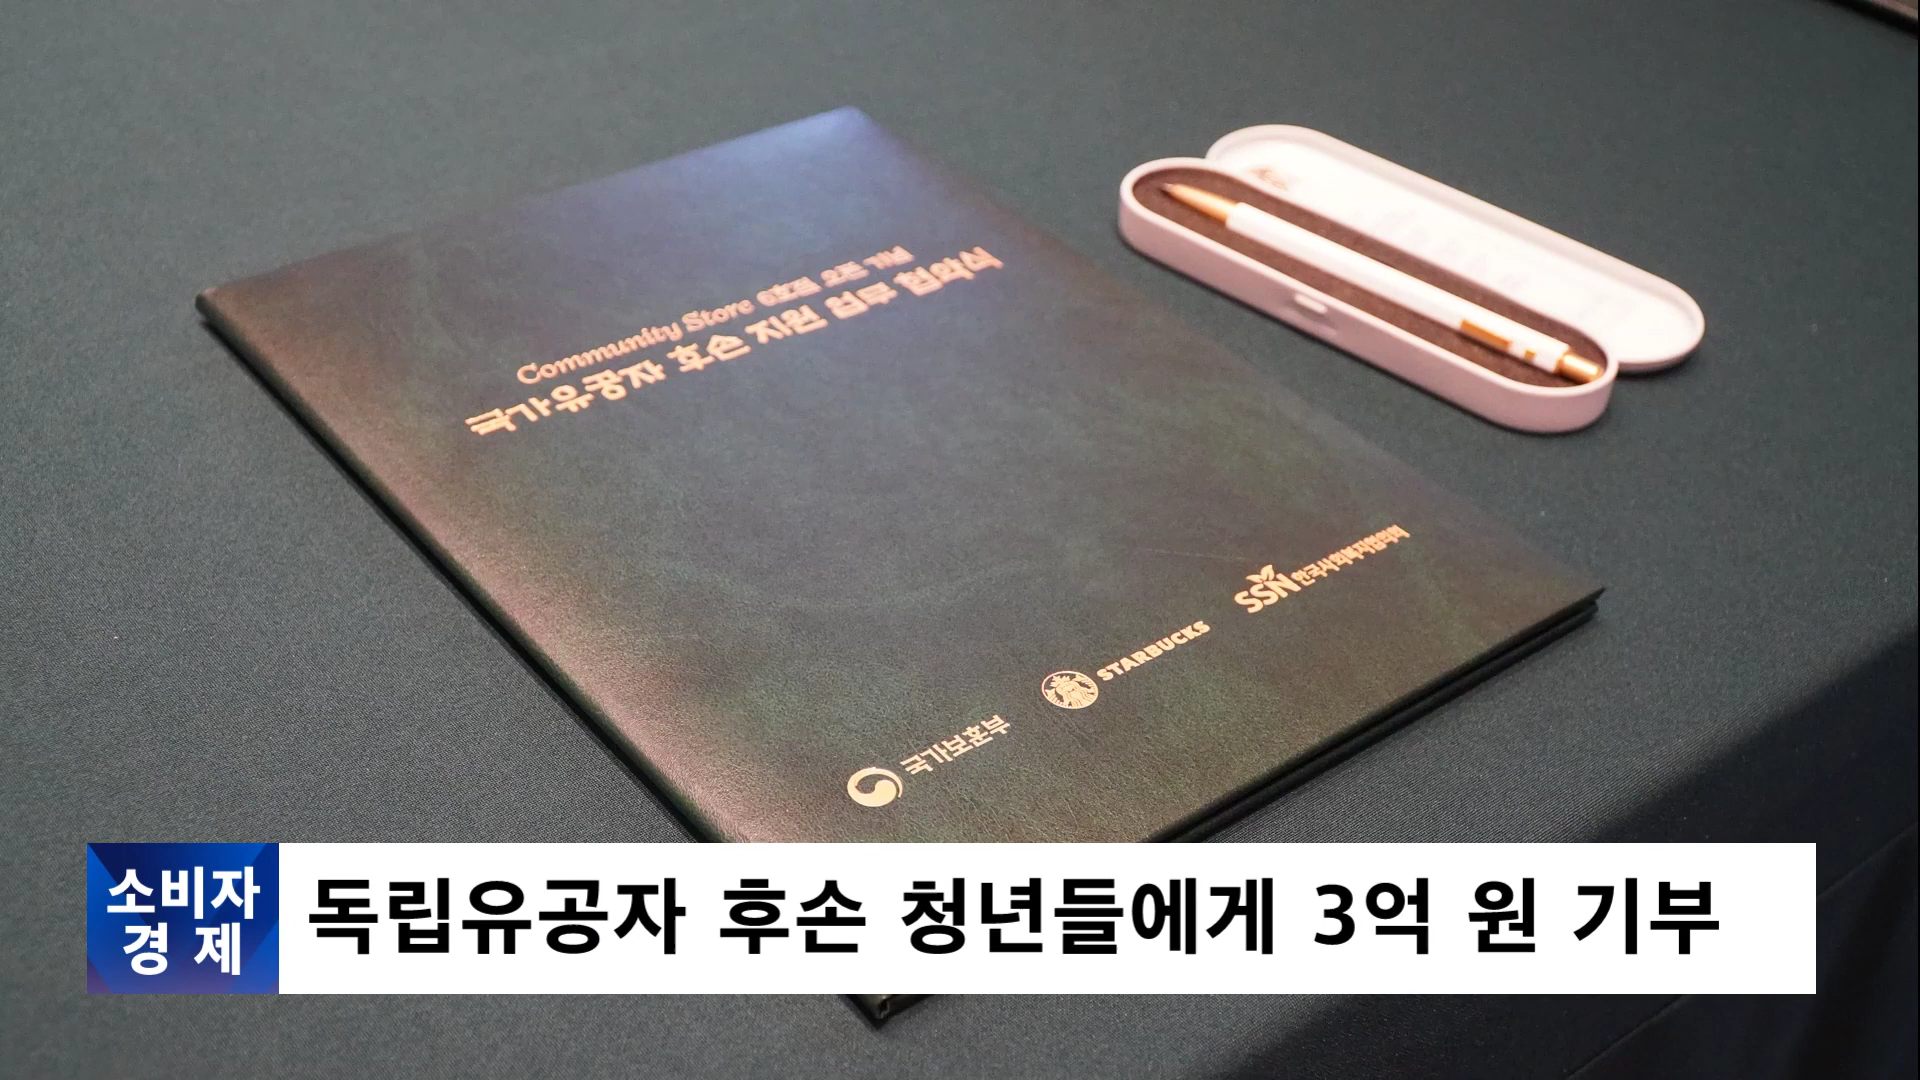 Community Store 6호점 오픈 기념
국가유공자 후손 지원 업무 협약식
SSN 한국사회복지협의회
STARBUCKS
국가보훈부
소비자
경제
독립유공자 후손 청년들에게 3억 원 기부